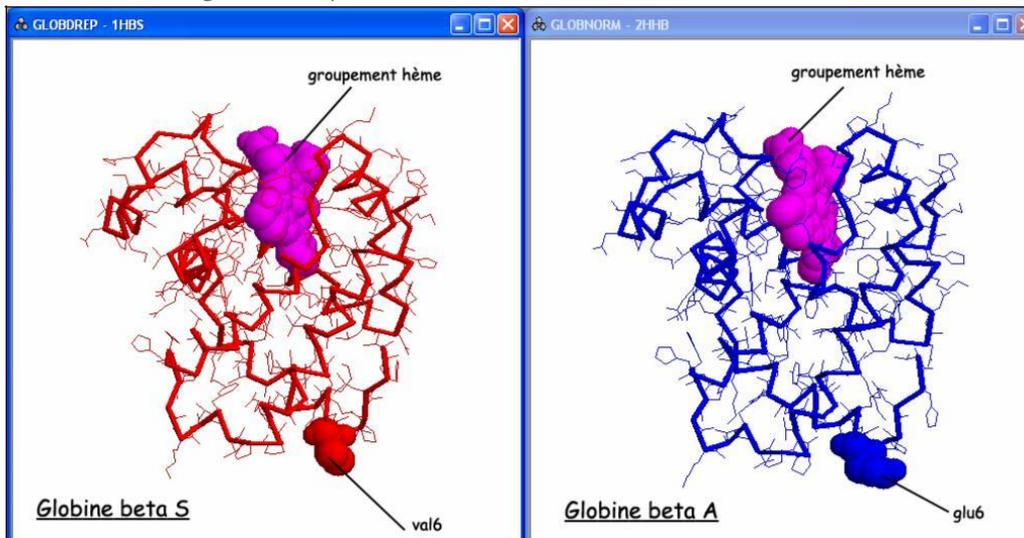 GLOBDREP - 1HBS
groupement hème
val6
Globine beta S
GLOBNORM - 2HHB
groupement hème
glu6
Globine beta A